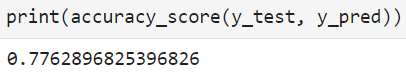 print(accuracy_score(y_test, y_pred))
0.7762896825396826